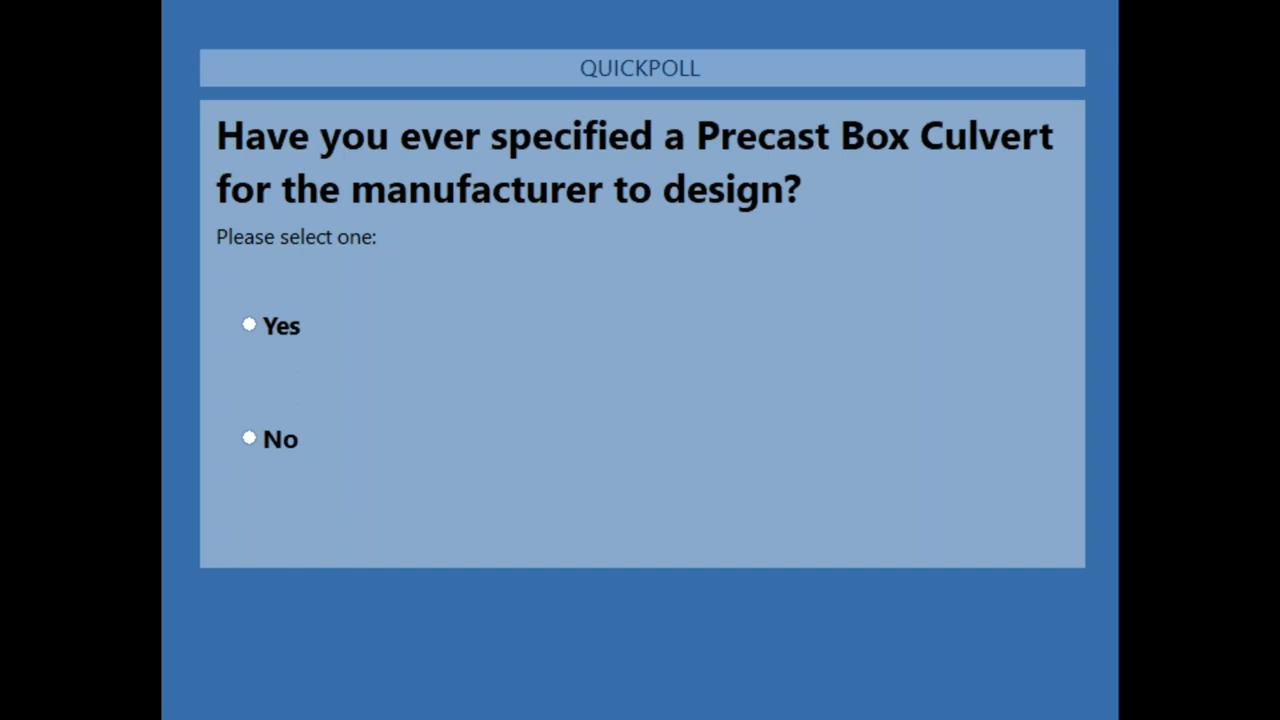 QUICKPOLL
Have you ever specified a Precast Box Culvert
for the manufacturer to design?
Please select one:
Yes
No